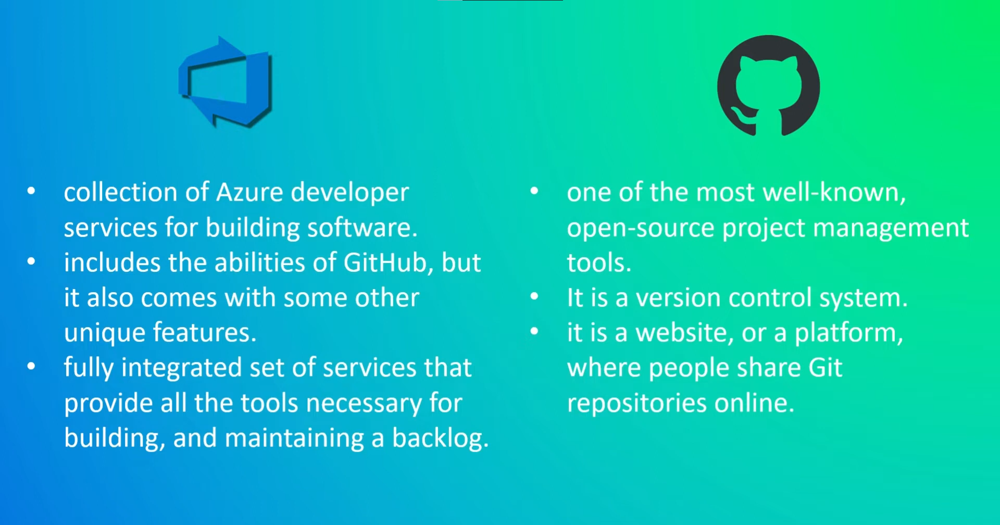 • collection of Azure developer
services for building software.
• includes the abilities of GitHub, but
it also comes with some other
unique features.
• fully integrated set of services that
provide all the tools necessary for
building, and maintaining a backlog.
• one of the most well-known,
open-source project management
tools.
• It is a version control system.
• it is a website, or a platform,
where people share Git
repositories online.